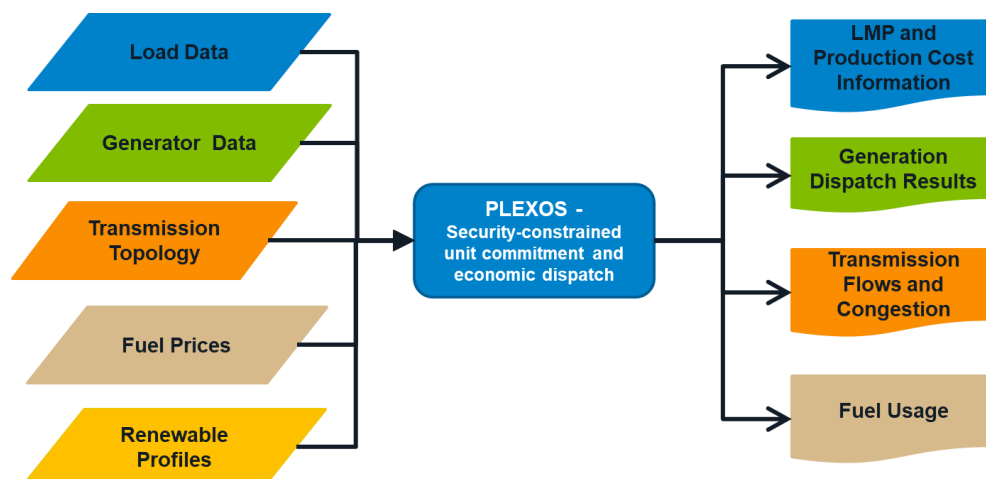 Load Data
Generator Data
Transmission
Topology
Fuel Prices
Renewable
Profiles
PLEXOS -
Security-constrained
unit commitment and
economic dispatch
LMP and
Production Cost
Information
Generation
Dispatch Results
Transmission
Flows and
Congestion
Fuel Usage